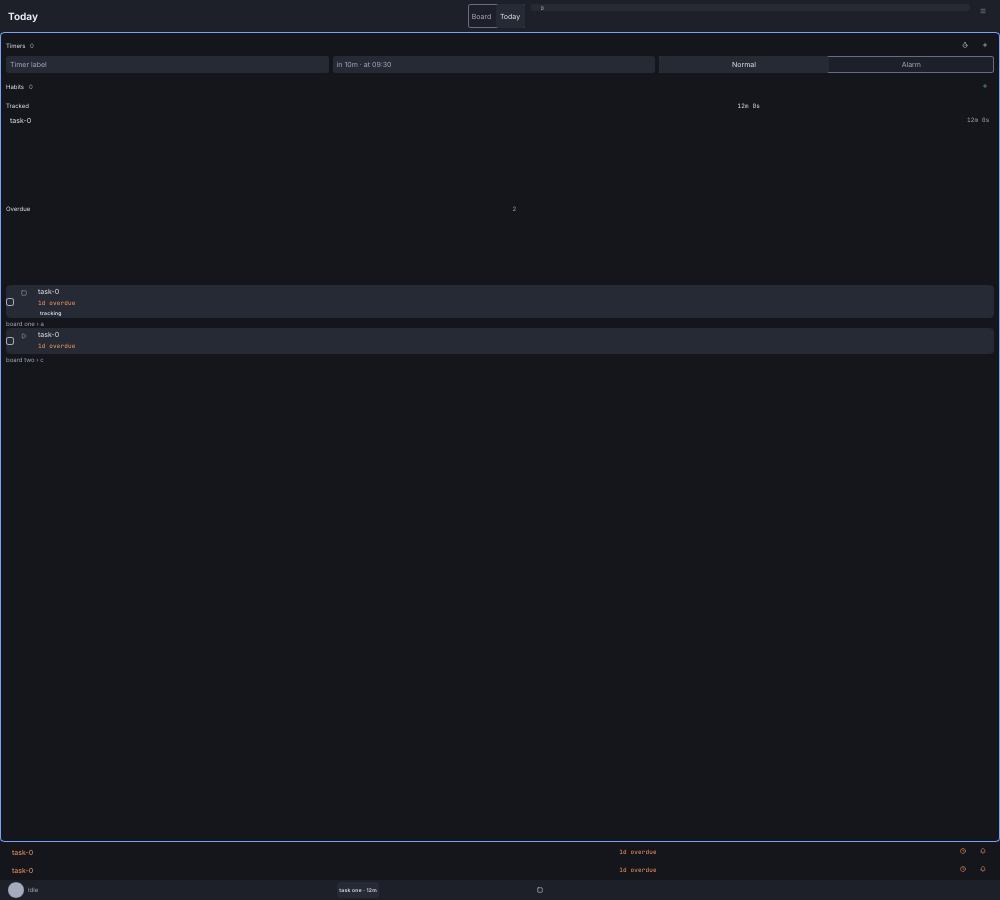 Today Board Today
Timers 0
Timer label in 10m · at 09:30 Normal Alarm
Habits 0
Tracked 12m 0s
task-0 12m 0s
Overdue 2
task-0
1d overdue
tracking
board one › a
task-0
1d overdue
board two › c
task-0 1d overdue
task-0 1d overdue
Idle task one · 12m